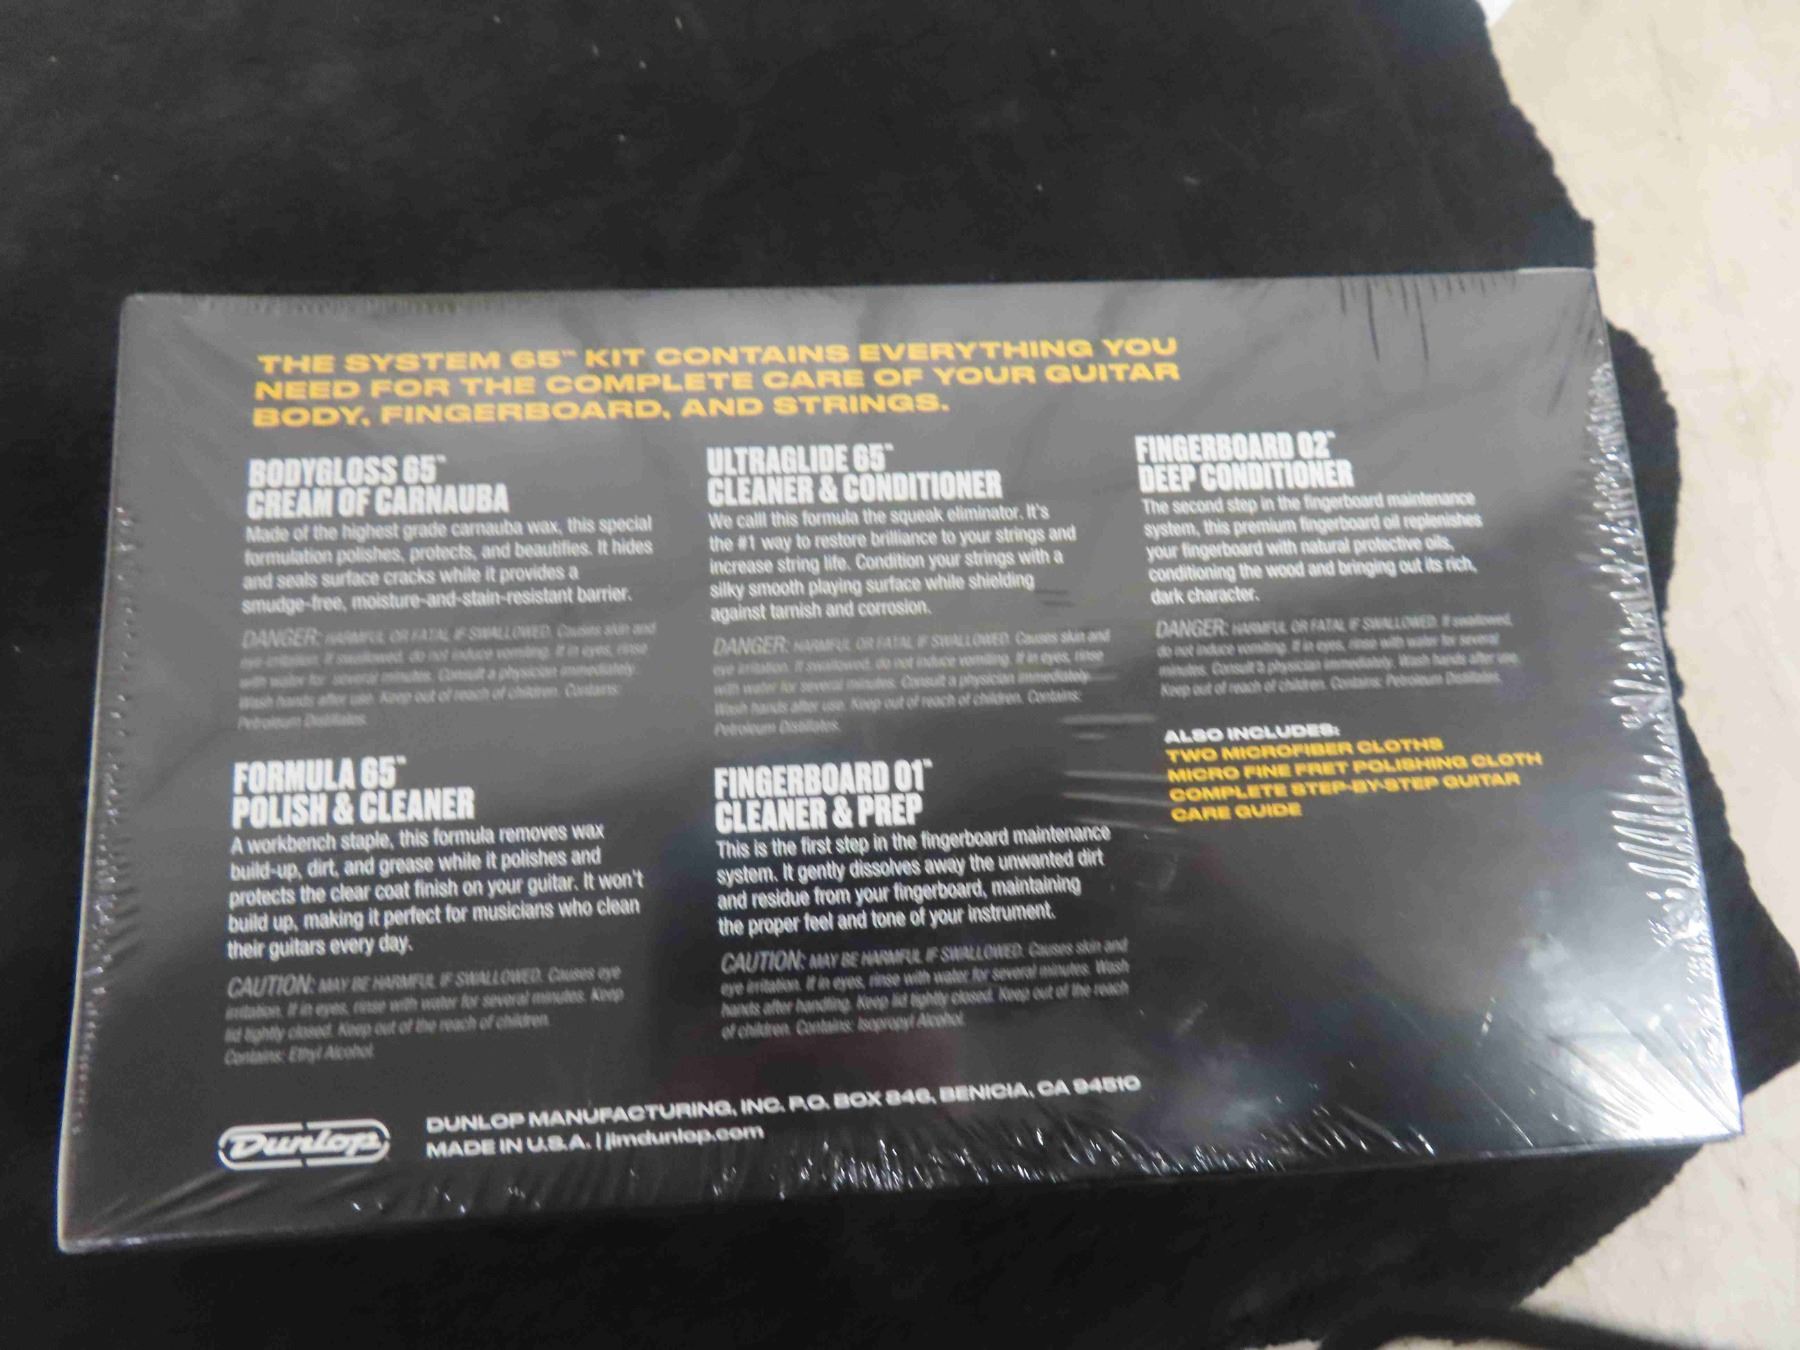 THE SYSTEM 65™ KIT CONTAINS EVERYTHING YOU
NEED FOR THE COMPLETE CARE OF YOUR GUITAR
BODY, FINGERBOARD, AND STRINGS.
BODYGLOSS 65™
CREAM OF CARNAUBA
Made of the highest grade carnauba wax, this special
formulation polishes, protects, and beautifies. It hides
and seals surface cracks while it provides a
smudge-free, moisture-and-stain-resistant barrier.
DANGER: HARMFUL OR FATAL IF SWALLOWED. Causes skin and
eye irritation. If swallowed, do not induce vomiting. If in eyes, rinse
with water for several minutes. Consult a physician immediately.
Wash hands after use. Keep out of reach of children. Contains:
Petroleum Distillates.
FORMULA 65™
POLISH & CLEANER
A workbench staple, this formula removes wax
build-up, dirt, and grease while it polishes and
protects the clear coat finish on your guitar. It won't
build up, making it perfect for musicians who clean
their guitars every day.
CAUTION: MAY BE HARMFUL IF SWALLOWED. Causes eye
irritation. If in eyes, rinse with water for several minutes. Keep
lid tightly closed. Keep out of the reach of children.
Contains: Ethyl Alcohol.
ULTRAGLIDE 65™
CLEANER & CONDITIONER
We calll this formula the squeak eliminator. It's
the #1 way to restore brilliance to your strings and
increase string life. Condition your strings with a
silky smooth playing surface while shielding
against tarnish and corrosion.
DANGER: HARMFUL OR FATAL IF SWALLOWED. Causes skin and
eye irritation. If swallowed, do not induce vomiting. If in eyes, rinse
with water for several minutes. Consult a physician immediately.
Wash hands after use. Keep out of reach of children. Contains:
Petroleum Distillates.
FINGERBOARD 01™
CLEANER & PREP
This is the first step in the fingerboard maintenance
system. It gently dissolves away the unwanted dirt
and residue from your fingerboard, maintaining
the proper feel and tone of your instrument.
CAUTION: MAY BE HARMFUL IF SWALLOWED. Causes skin and
eye irritation. If in eyes, rinse with water for several minutes. Wash
hands after handling. Keep lid tightly closed. Keep out of the reach
of children. Contains: Isopropyl Alcohol.
FINGERBOARD 02™
DEEP CONDITIONER
The second step in the fingerboard maintenance
system, this premium fingerboard oil replenishes
your fingerboard with natural protective oils,
conditioning the wood and bringing out its rich,
dark character.
DANGER: HARMFUL OR FATAL IF SWALLOWED. If swallowed,
do not induce vomiting. If in eyes, rinse with water for several
minutes. Consult a physician immediately. Wash hands after use.
Keep out of reach of children. Contains: Petroleum Distillates.
ALSO INCLUDES:
TWO MICROFIBER CLOTHS
MICRO FINE FRET POLISHING CLOTH
COMPLETE STEP-BY-STEP GUITAR
CARE GUIDE
Dunlop
DUNLOP MANUFACTURING, INC. P.O. BOX 846, BENICIA, CA 94510
MADE IN U.S.A. | jimdunlop.com